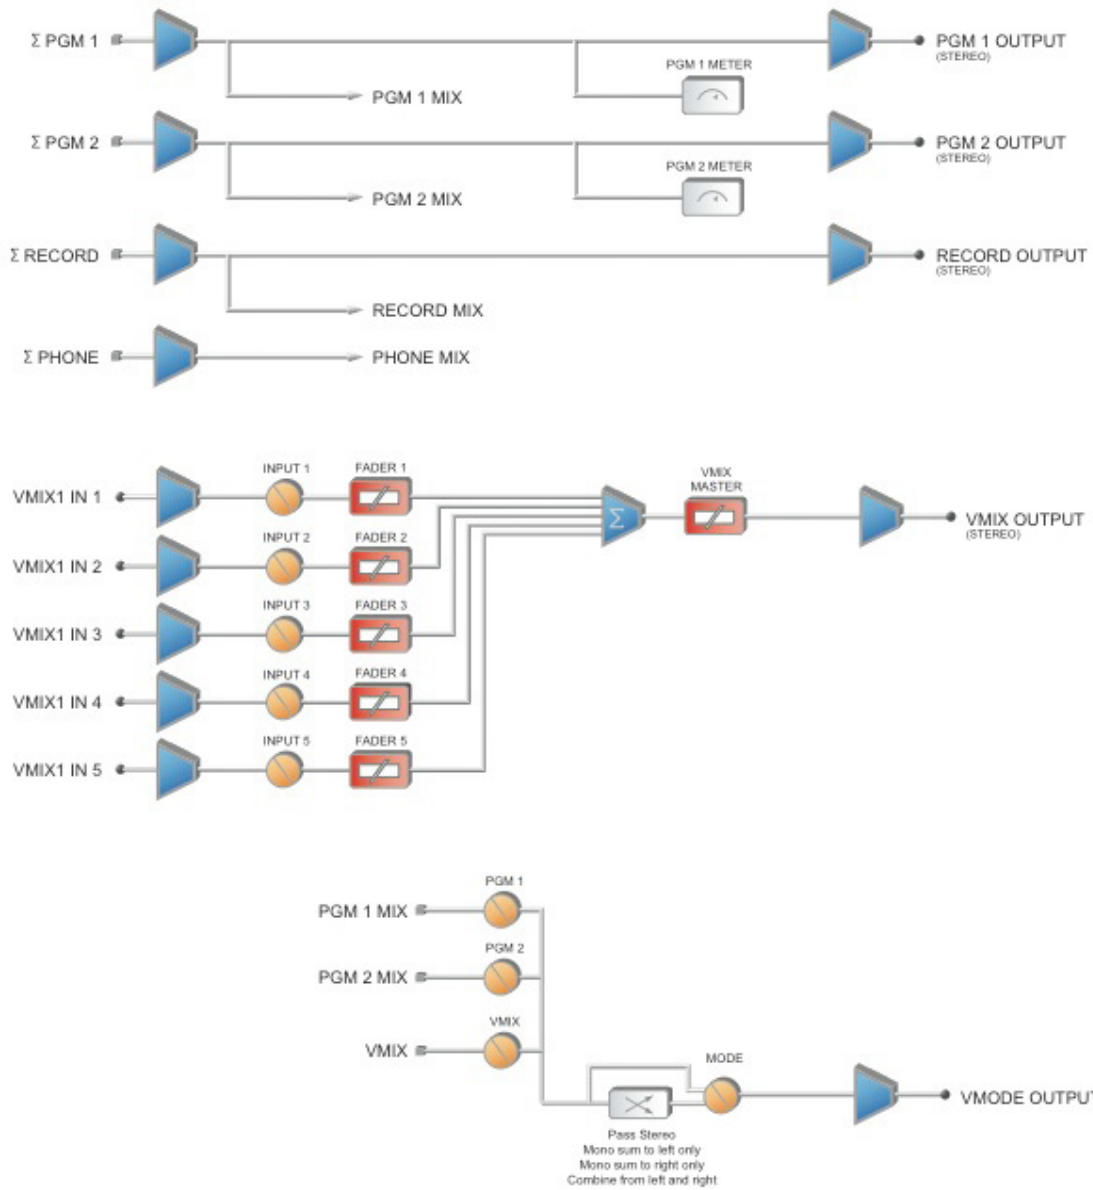 Σ PGM 1
PGM 1 OUTPUT
(STEREO)
PGM 1 METER
PGM 1 MIX
Σ PGM 2
PGM 2 OUTPUT
(STEREO)
PGM 2 METER
PGM 2 MIX
Σ RECORD
RECORD OUTPUT
(STEREO)
RECORD MIX
Σ PHONE
PHONE MIX
INPUT 1
FADER 1
VMIX
MASTER
VMIX1 IN 1
Σ
VMIX OUTPUT
(STEREO)
INPUT 2
FADER 2
VMIX1 IN 2
INPUT 3
FADER 3
VMIX1 IN 3
INPUT 4
FADER 4
VMIX1 IN 4
INPUT 5
FADER 5
VMIX1 IN 5
PGM 1
PGM 1 MIX
PGM 2
PGM 2 MIX
VMIX
VMIX
MODE
VMODE OUTPUT
Pass Stereo
Mono sum to left only
Mono sum to right only
Combine from left and right